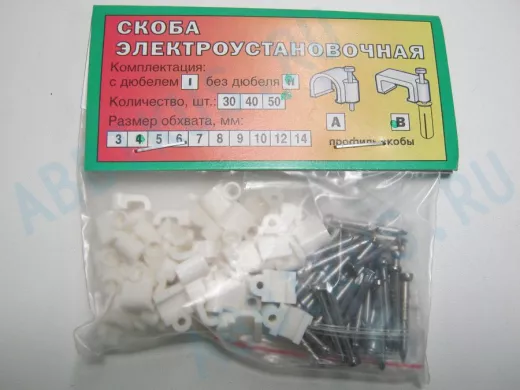 СКОБА
ЭЛЕКТРОУСТАНОВОЧНАЯ
Комплектация:
с дюбелем I без дюбеля II
Количество, шт.: 30 40 50
Размер обхвата, мм:
3 4 5 6 7 8 9 10 12 14
A B
профиль скобы